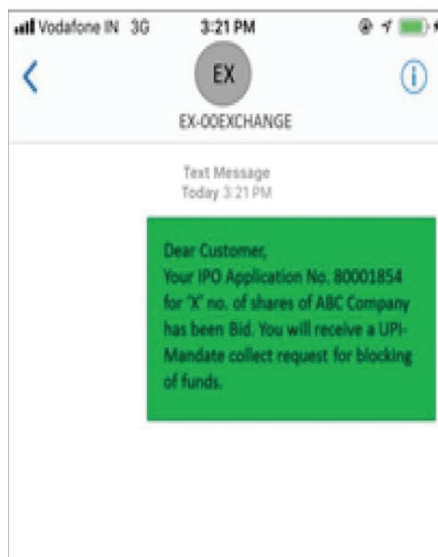 Vodafone IN 3G 3:21 PM
EX
EX-OOEXCHANGE
Text Message
Today 3:21 PM
Dear Customer,
Your IPO Application No. 80001854
for "X" no. of shares of ABC Company
has been Bid. You will receive a UPI-
Mandate collect request for blocking
of funds.